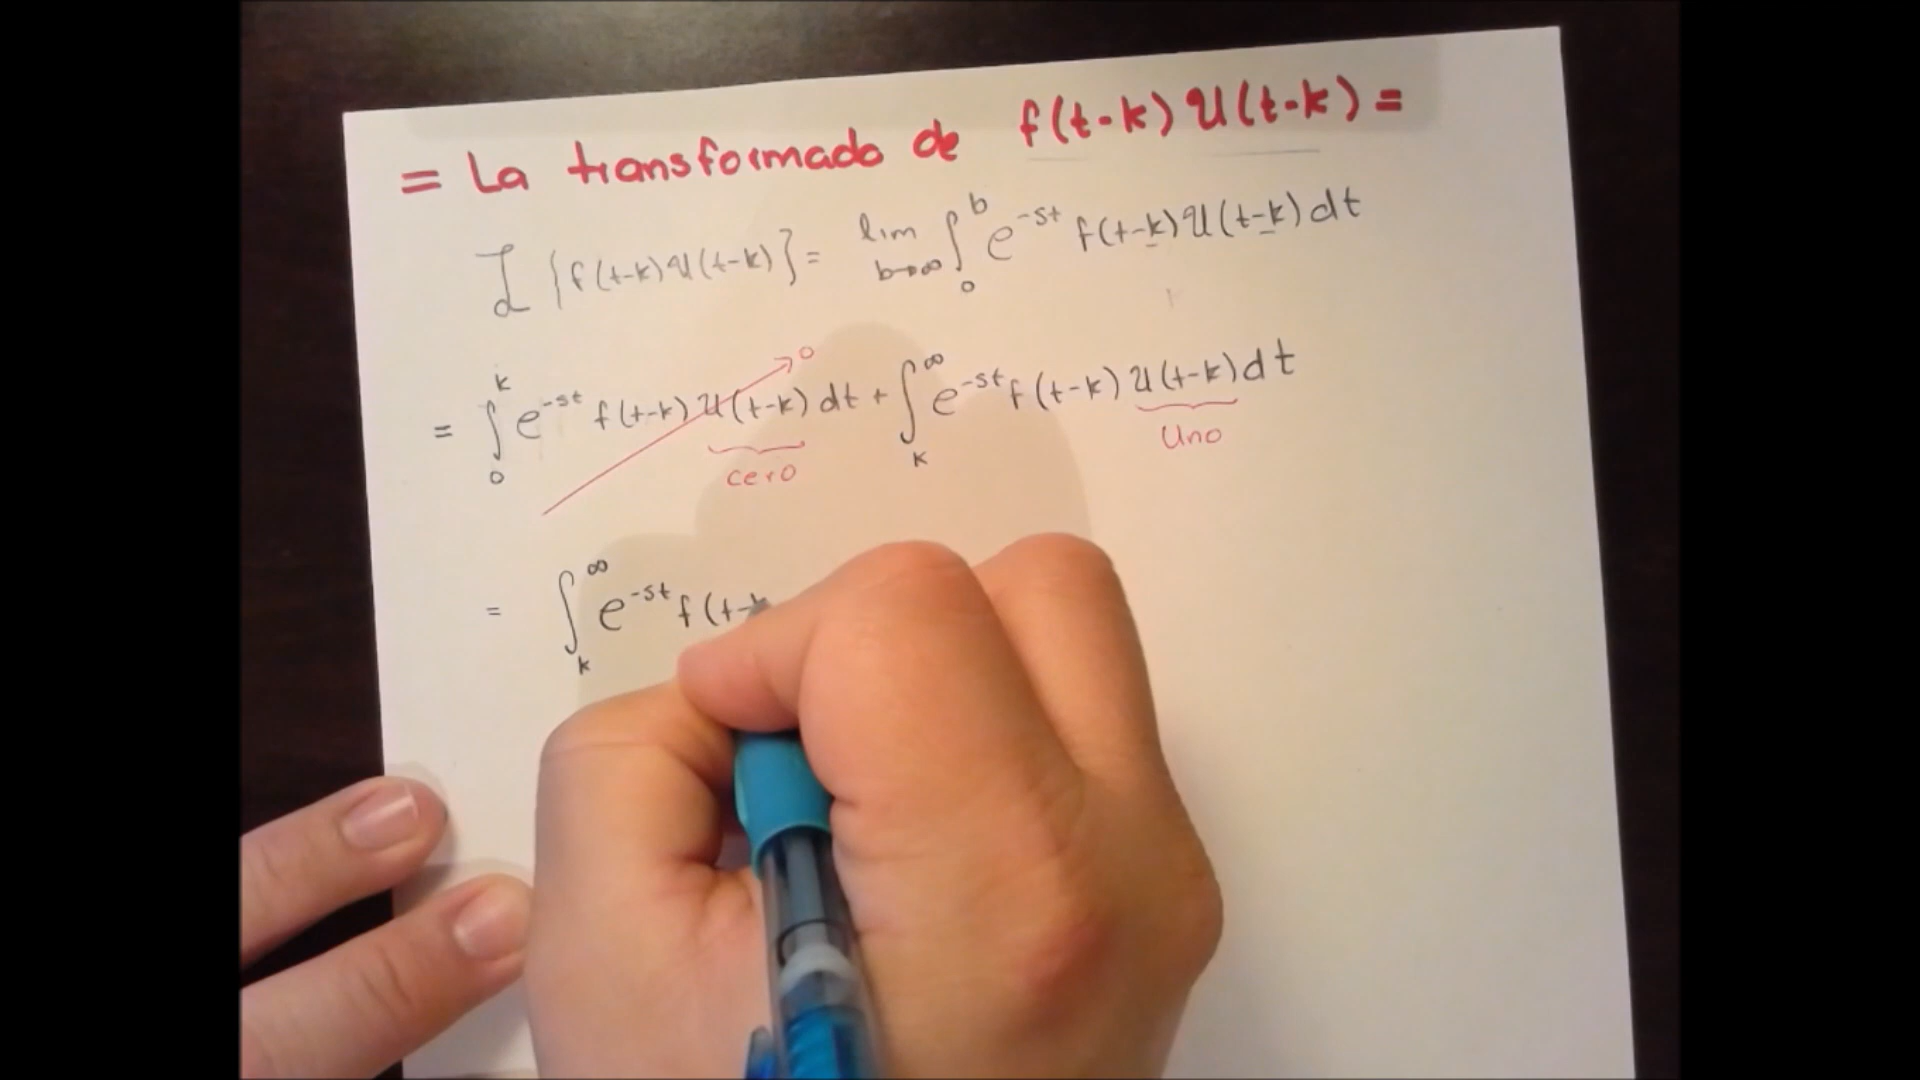 = La transformada de f(t-k) U(t-k) =
ℒ {f(t-k) U(t-k)} = lim b→∞ ∫₀ᵇ e^-st f(t-k) U(t-k) dt
= ∫₀ᵏ e^-st f(t-k) U(t-k) dt + ∫ₖ^∞ e^-st f(t-k) U(t-k) dt
0
cero
Uno
= ∫ₖ^∞ e^-st f(t-k